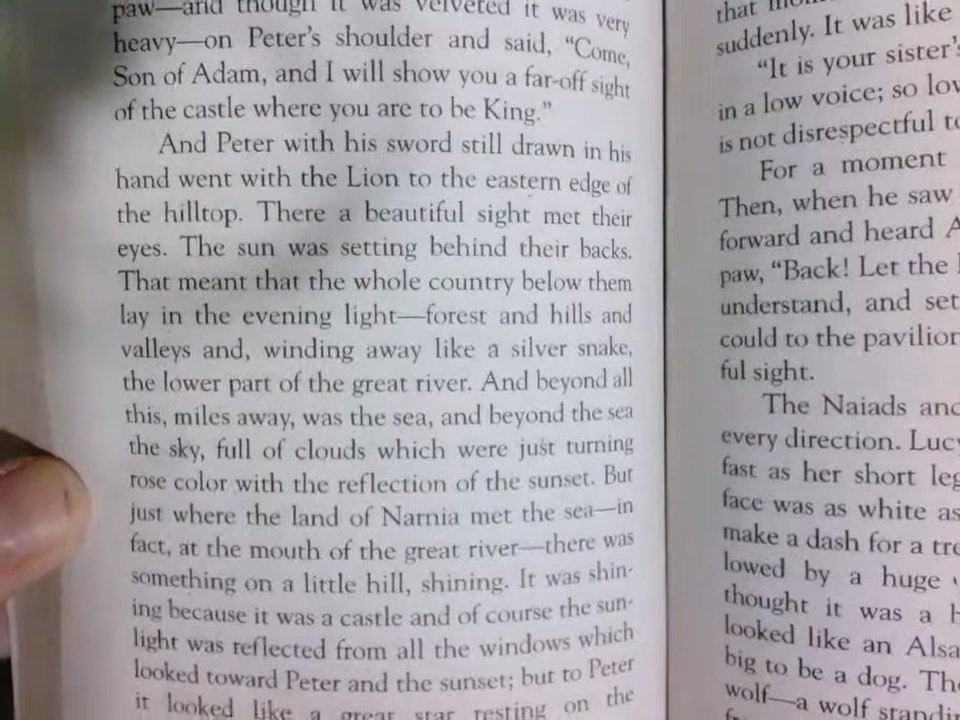 paw—and though it was velveted it was very
heavy—on Peter's shoulder and said, "Come,
Son of Adam, and I will show you a far-off sight
of the castle where you are to be King."
And Peter with his sword still drawn in his
hand went with the Lion to the eastern edge of
the hilltop. There a beautiful sight met their
eyes. The sun was setting behind their backs.
That meant that the whole country below them
lay in the evening light—forest and hills and
valleys and, winding away like a silver snake,
the lower part of the great river. And beyond all
this, miles away, was the sea, and beyond the sea
the sky, full of clouds which were just turning
rose color with the reflection of the sunset. But
just where the land of Narnia met the sea—in
fact, at the mouth of the great river—there was
something on a little hill, shining. It was shin-
ing because it was a castle and of course the sun-
light was reflected from all the windows which
looked toward Peter and the sunset; but to Peter
it looked like a great star resting on the
that
suddenly. It was like
"It is your sister's
in a low voice; so
is not disrespectful
For a moment
Then, when he saw
forward and heard
paw, "Back! Let the
understand, and set
could to the pavilion
ful sight.
The Naiads and
every direction. Lucy
fast as her short
face was as white as
make a dash for a
lowed by a huge
thought it was a
looked like an
big to be a dog.
wolf—a wolf